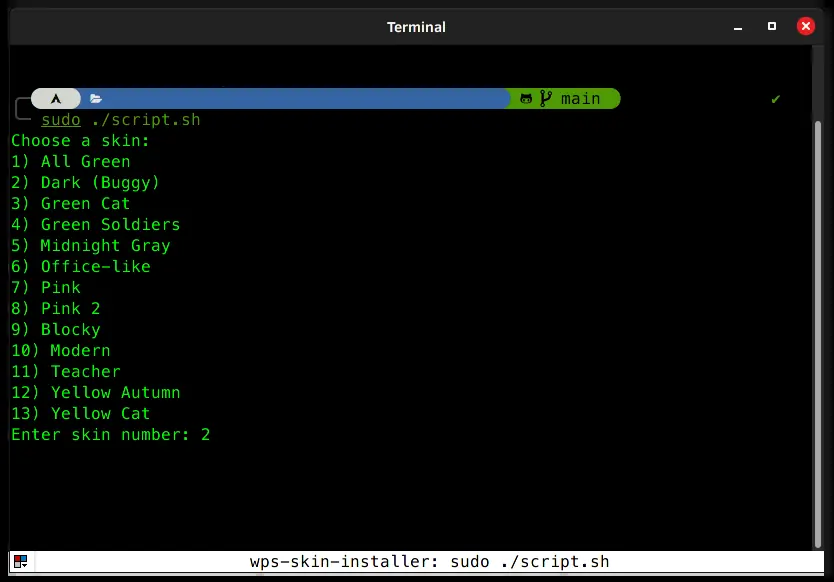 Terminal
main
sudo ./script.sh
Choose a skin:
1) All Green
2) Dark (Buggy)
3) Green Cat
4) Green Soldiers
5) Midnight Gray
6) Office-like
7) Pink
8) Pink 2
9) Blocky
10) Modern
11) Teacher
12) Yellow Autumn
13) Yellow Cat
Enter skin number: 2
wps-skin-installer: sudo ./script.sh